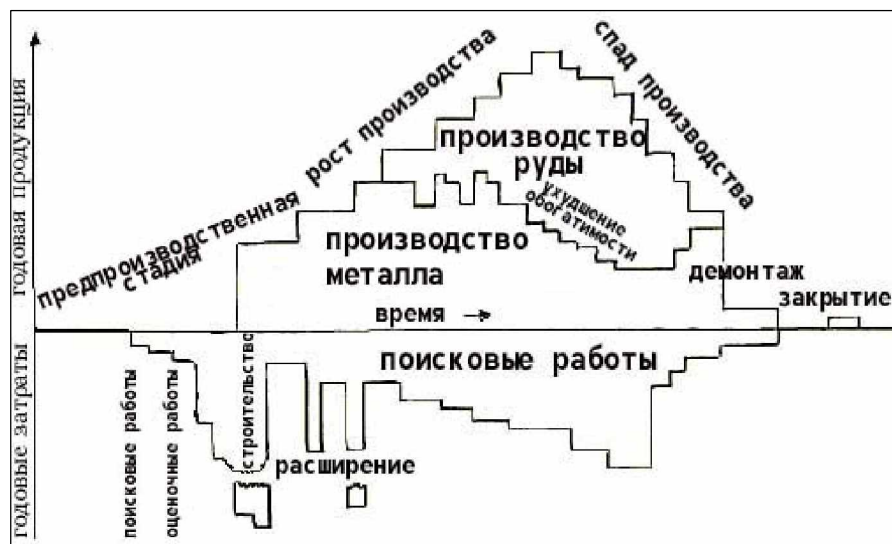 годовая продукция
годовые затраты
предпроизводственная
стадия
рост производства
спад производства
производство
руды
ухудшение
обогатимости
производство
металла
демонтаж
закрытие
время
поисковые работы
поисковые работы
оценочные работы
строительство
расширение